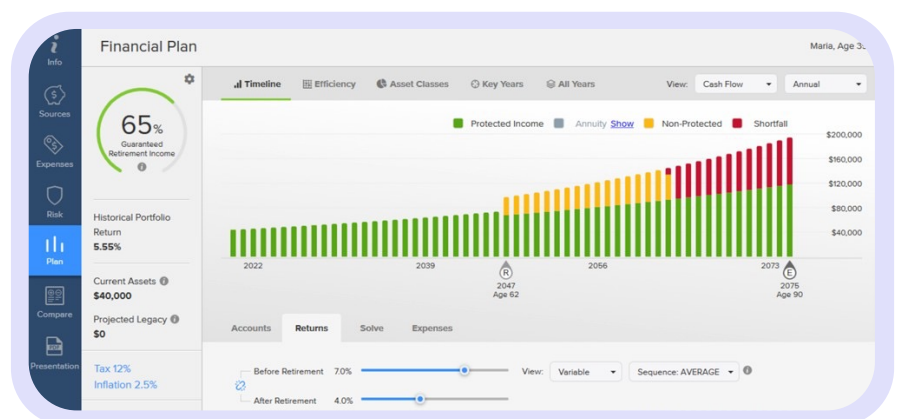 Info
Sources
Expenses
Risk
Plan
Compare
PDF
Presentation
Financial Plan
Maria, Age
65%
Guaranteed
Retirement Income
Historical Portfolio
Return
5.55%
Current Assets
$40,000
Projected Legacy
$0
Tax 12%
Inflation 2.5%
Timeline Efficiency Asset Classes Key Years All Years View: Cash Flow Annual
Protected Income Annuity Show Non-Protected Shortfall
$200,000
$160,000
$120,000
$80,000
$40,000
2022 2039 2056 2073
R E
2047 2075
Age 62 Age 90
Accounts Returns Solve Expenses
Before Retirement 7.0% View: Variable Sequence: AVERAGE
After Retirement 4.0%